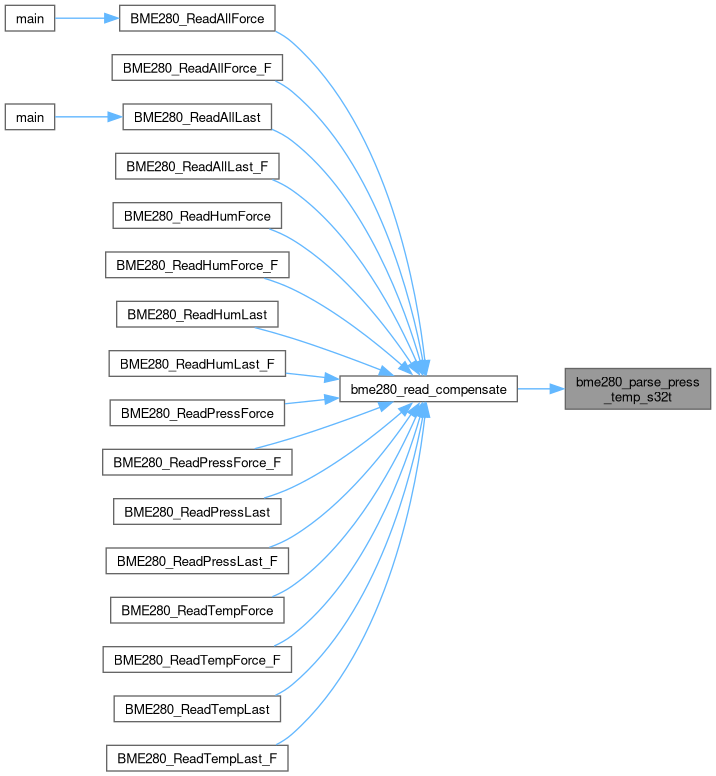 main
BME280_ReadAllForce
BME280_ReadAllForce_F
main
BME280_ReadAllLast
BME280_ReadAllLast_F
BME280_ReadHumForce
BME280_ReadHumForce_F
BME280_ReadHumLast
BME280_ReadHumLast_F
bme280_read_compensate
bme280_parse_press
_temp_s32t
BME280_ReadPressForce
BME280_ReadPressForce_F
BME280_ReadPressLast
BME280_ReadPressLast_F
BME280_ReadTempForce
BME280_ReadTempForce_F
BME280_ReadTempLast
BME280_ReadTempLast_F